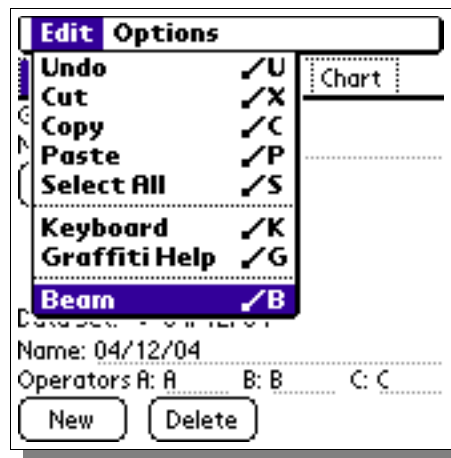 Edit Options
Undo ✓U
Chart
Cut ✓X
Copy ✓C
Paste ✓P
Select All ✓S
Keyboard ✓K
Graffiti Help ✓G
Beam ✓B
Name: 04/12/04
Operators A: A B: B C: C
New Delete